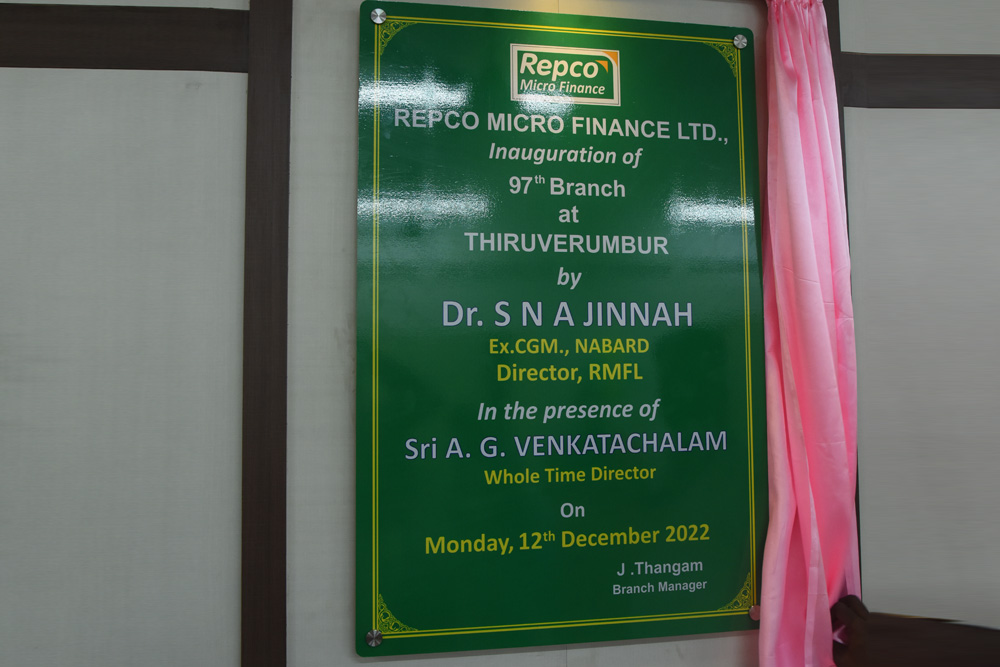 Repco
Micro Finance
REPCO MICRO FINANCE LTD.,
Inauguration of
97th Branch
at
THIRUVERUMBUR
by
Dr. S N A JINNAH
Ex.CGM., NABARD
Director, RMFL
In the presence of
Sri A. G. VENKATACHALAM
Whole Time Director
On
Monday, 12th December 2022
J .Thangam
Branch Manager